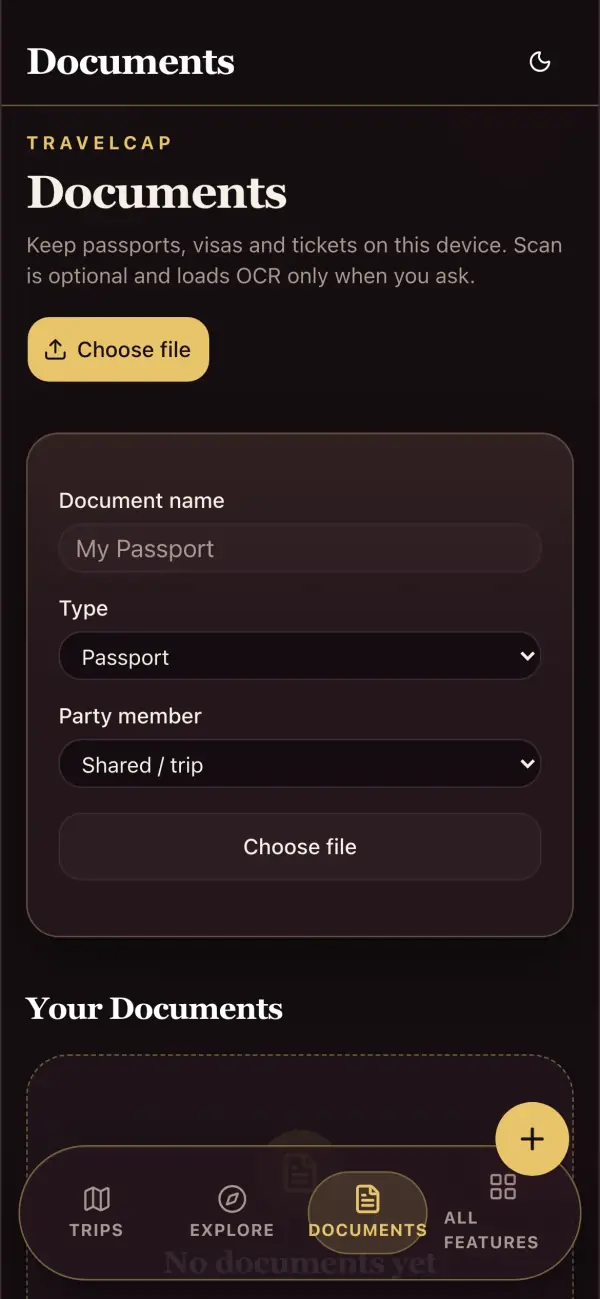 Documents
TRAVELCAP
Documents
Keep passports, visas and tickets on this device. Scan
is optional and loads OCR only when you ask.
Choose file
Document name
My Passport
Type
Passport
Party member
Shared / trip
Choose file
Your Documents
TRIPS
EXPLORE
DOCUMENTS
ALL
FEATURES
No documents yet